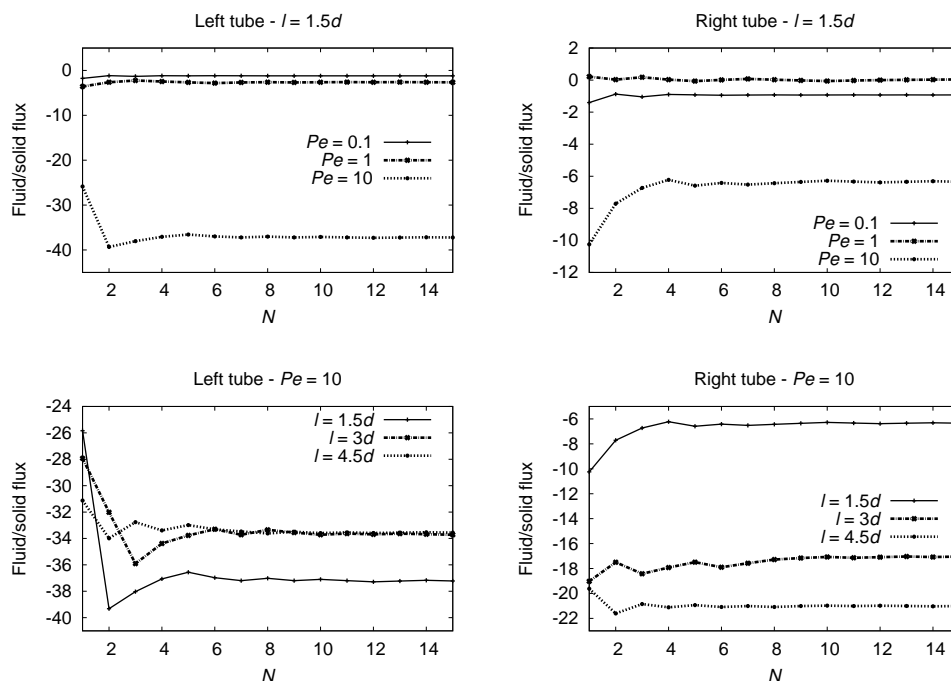 Left tube - l = 1.5d
Fluid/solid flux
0
-10
-20
-30
-40
Pe = 0.1
Pe = 1
Pe = 10
2 4 6 8 10 12 14
N
Right tube - l = 1.5d
Fluid/solid flux
2
0
-2
-4
-6
-8
-10
-12
Pe = 0.1
Pe = 1
Pe = 10
2 4 6 8 10 12 14
N
Left tube - Pe = 10
Fluid/solid flux
-24
-26
-28
-30
-32
-34
-36
-38
-40
l = 1.5d
l = 3d
l = 4.5d
2 4 6 8 10 12 14
N
Right tube - Pe = 10
Fluid/solid flux
-6
-8
-10
-12
-14
-16
-18
-20
-22
l = 1.5d
l = 3d
l = 4.5d
2 4 6 8 10 12 14
N